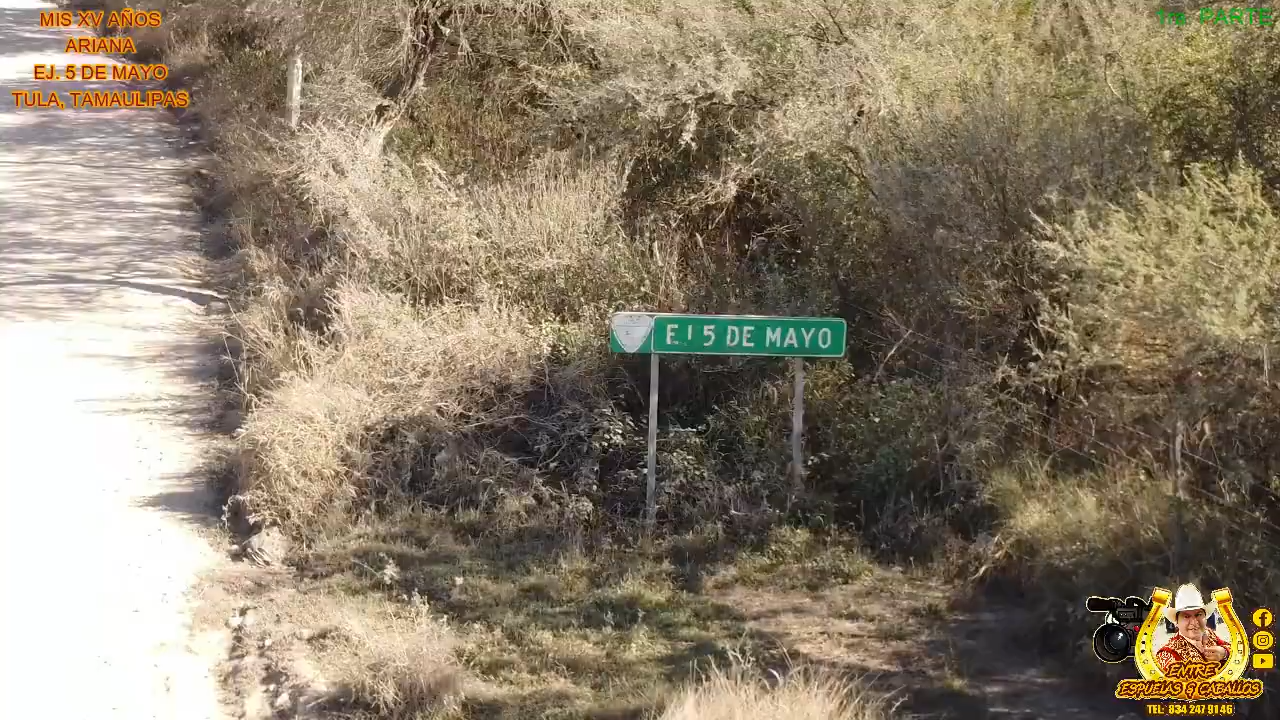 MIS XV AÑOS
ARIANA
EJ. 5 DE MAYO
TULA, TAMAULIPAS
1ra. PARTE
EJ 5 DE MAYO
ENTRE
ESPUELAS Y CABALLOS
TEL: 834 247 9146